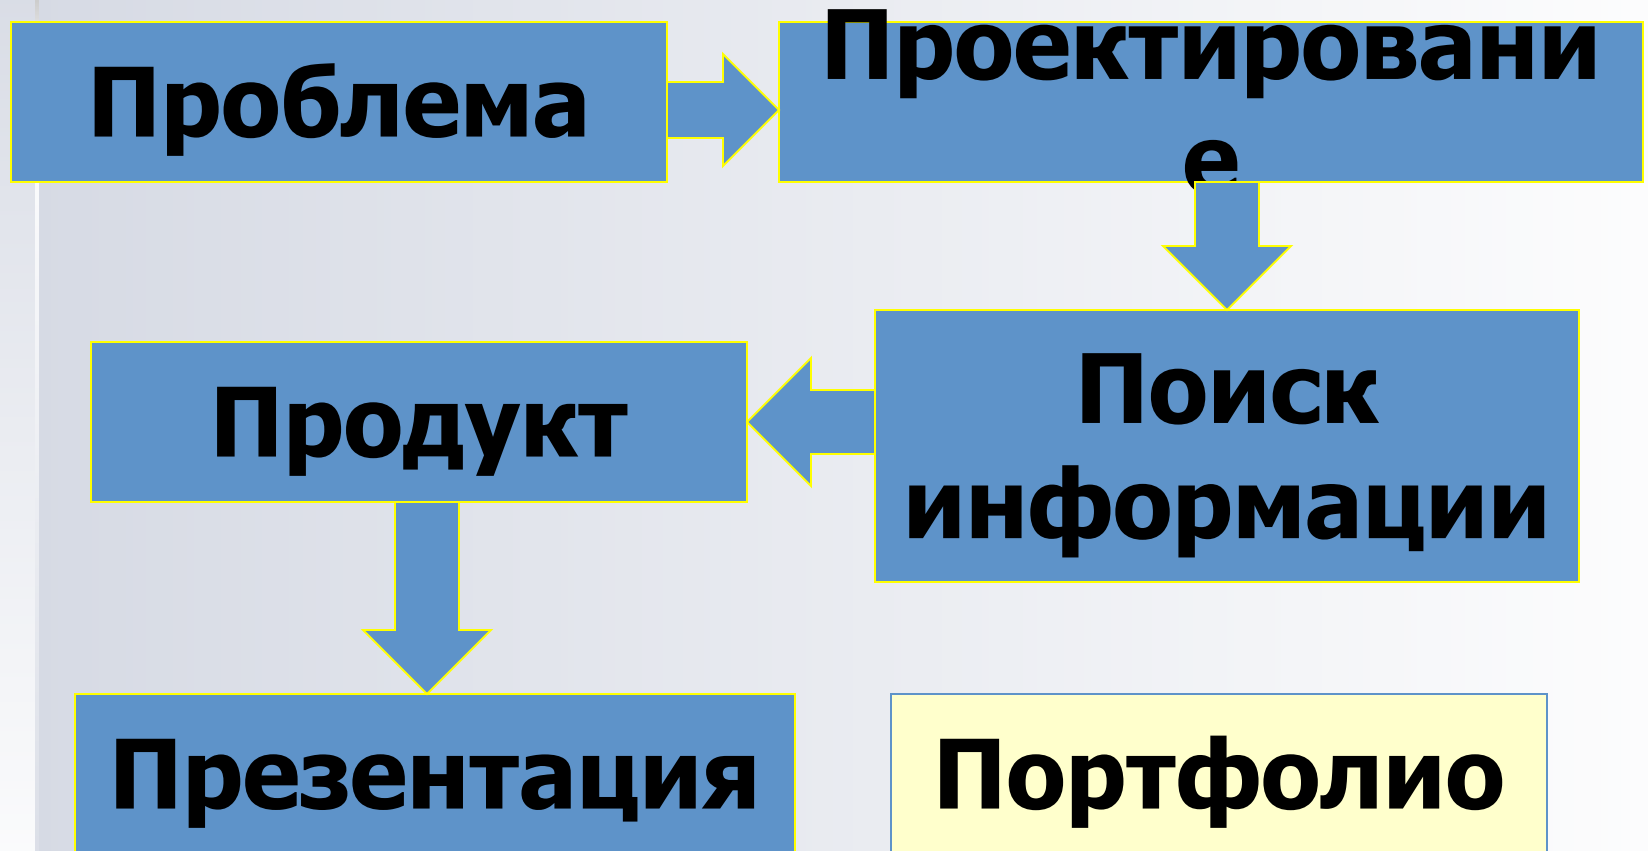 Проблема
Проектировани
е
Поиск
информации
Продукт
Презентация
Портфолио